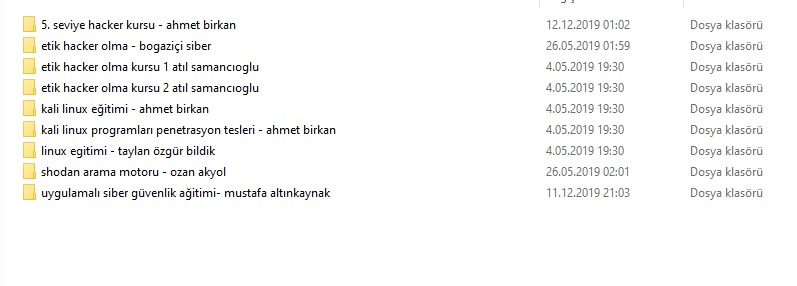 5. seviye hacker kursu - ahmet birkan 12.12.2019 01:02 Dosya klasörü
etik hacker olma - bogaziçi siber 26.05.2019 01:59 Dosya klasörü
etik hacker olma kursu 1 atıl samancıoglu 4.05.2019 19:30 Dosya klasörü
etik hacker olma kursu 2 atıl samancıoglu 4.05.2019 19:30 Dosya klasörü
kali linux eğitimi - ahmet birkan 4.05.2019 19:30 Dosya klasörü
kali linux programları penetrasyon tesleri - ahmet birkan 4.05.2019 19:30 Dosya klasörü
linux egitimi - taylan özgür bildik 4.05.2019 19:30 Dosya klasörü
shodan arama motoru - ozan akyol 26.05.2019 02:01 Dosya klasörü
uygulamalı siber güvenlik ağitimi- mustafa altınkaynak 11.12.2019 21:03 Dosya klasörü